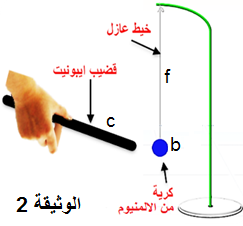 خيط عازل
قضيب ايبونيت
f
c
b
كرية
من الالمنيوم
الوثيقة 2